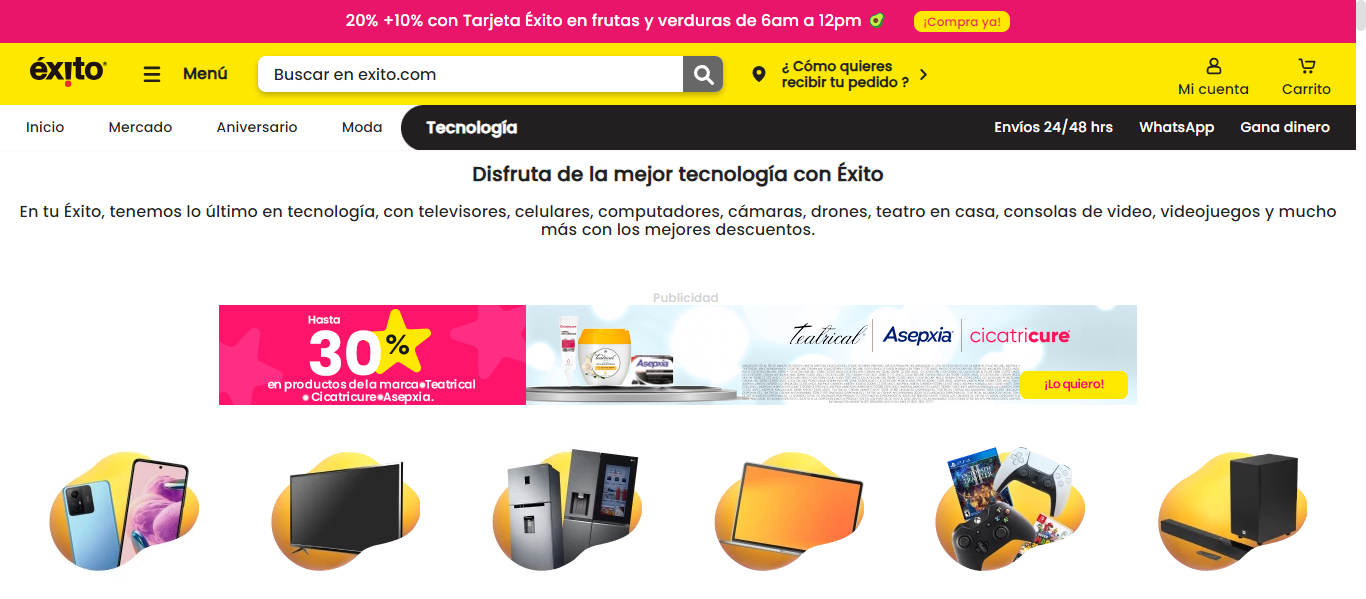 20% +10% con Tarjeta Éxito en frutas y verduras de 6am a 12pm
¡Compra ya!
éxito
Menú
Buscar en exito.com
¿ Cómo quieres
recibir tu pedido ?
Mi cuenta
Carrito
Inicio
Mercado
Aniversario
Moda
Tecnología
Envíos 24/48 hrs
WhatsApp
Gana dinero
Disfruta de la mejor tecnología con Éxito
En tu Éxito, tenemos lo último en tecnología, con televisores, celulares, computadores, cámaras, drones, teatro en casa, consolas de video, videojuegos y mucho
más con los mejores descuentos.
Publicidad
Hasta
30%
en productos de la marca•Teatrical
• Cicatricure•Asepxia.
Teatrical
Asepxia
cicatricure
Teatrical
Asepxia
¡Lo quiero!